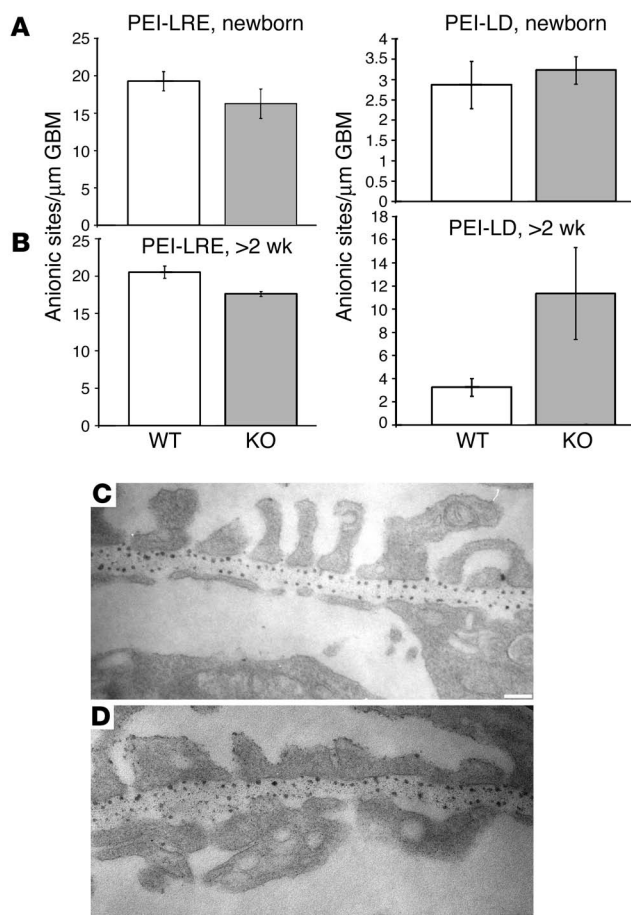 A
PEI-LRE, newborn
PEI-LD, newborn
Anionic sites/μm GBM
25
20
15
10
5
0
Anionic sites/μm GBM
4
3.5
3
2.5
2
1.5
1
0.5
0
B
PEI-LRE, >2 wk
PEI-LD, >2 wk
25
20
15
10
5
0
18
16
14
12
10
8
6
4
2
0
WT
KO
WT
KO
C
D